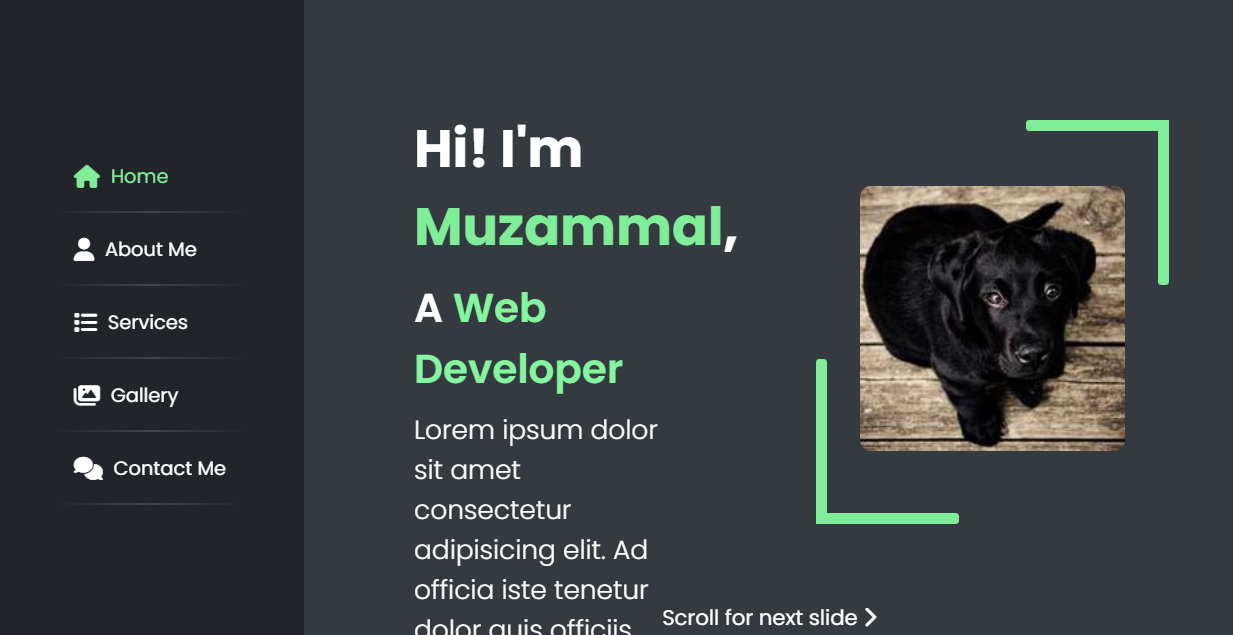 Home
About Me
Services
Gallery
Contact Me
Hi! I'm
Muzammal,
A Web
Developer
Lorem ipsum dolor
sit amet
consectetur
adipisicing elit. Ad
officia iste tenetur
dolor quis officiis
Scroll for next slide